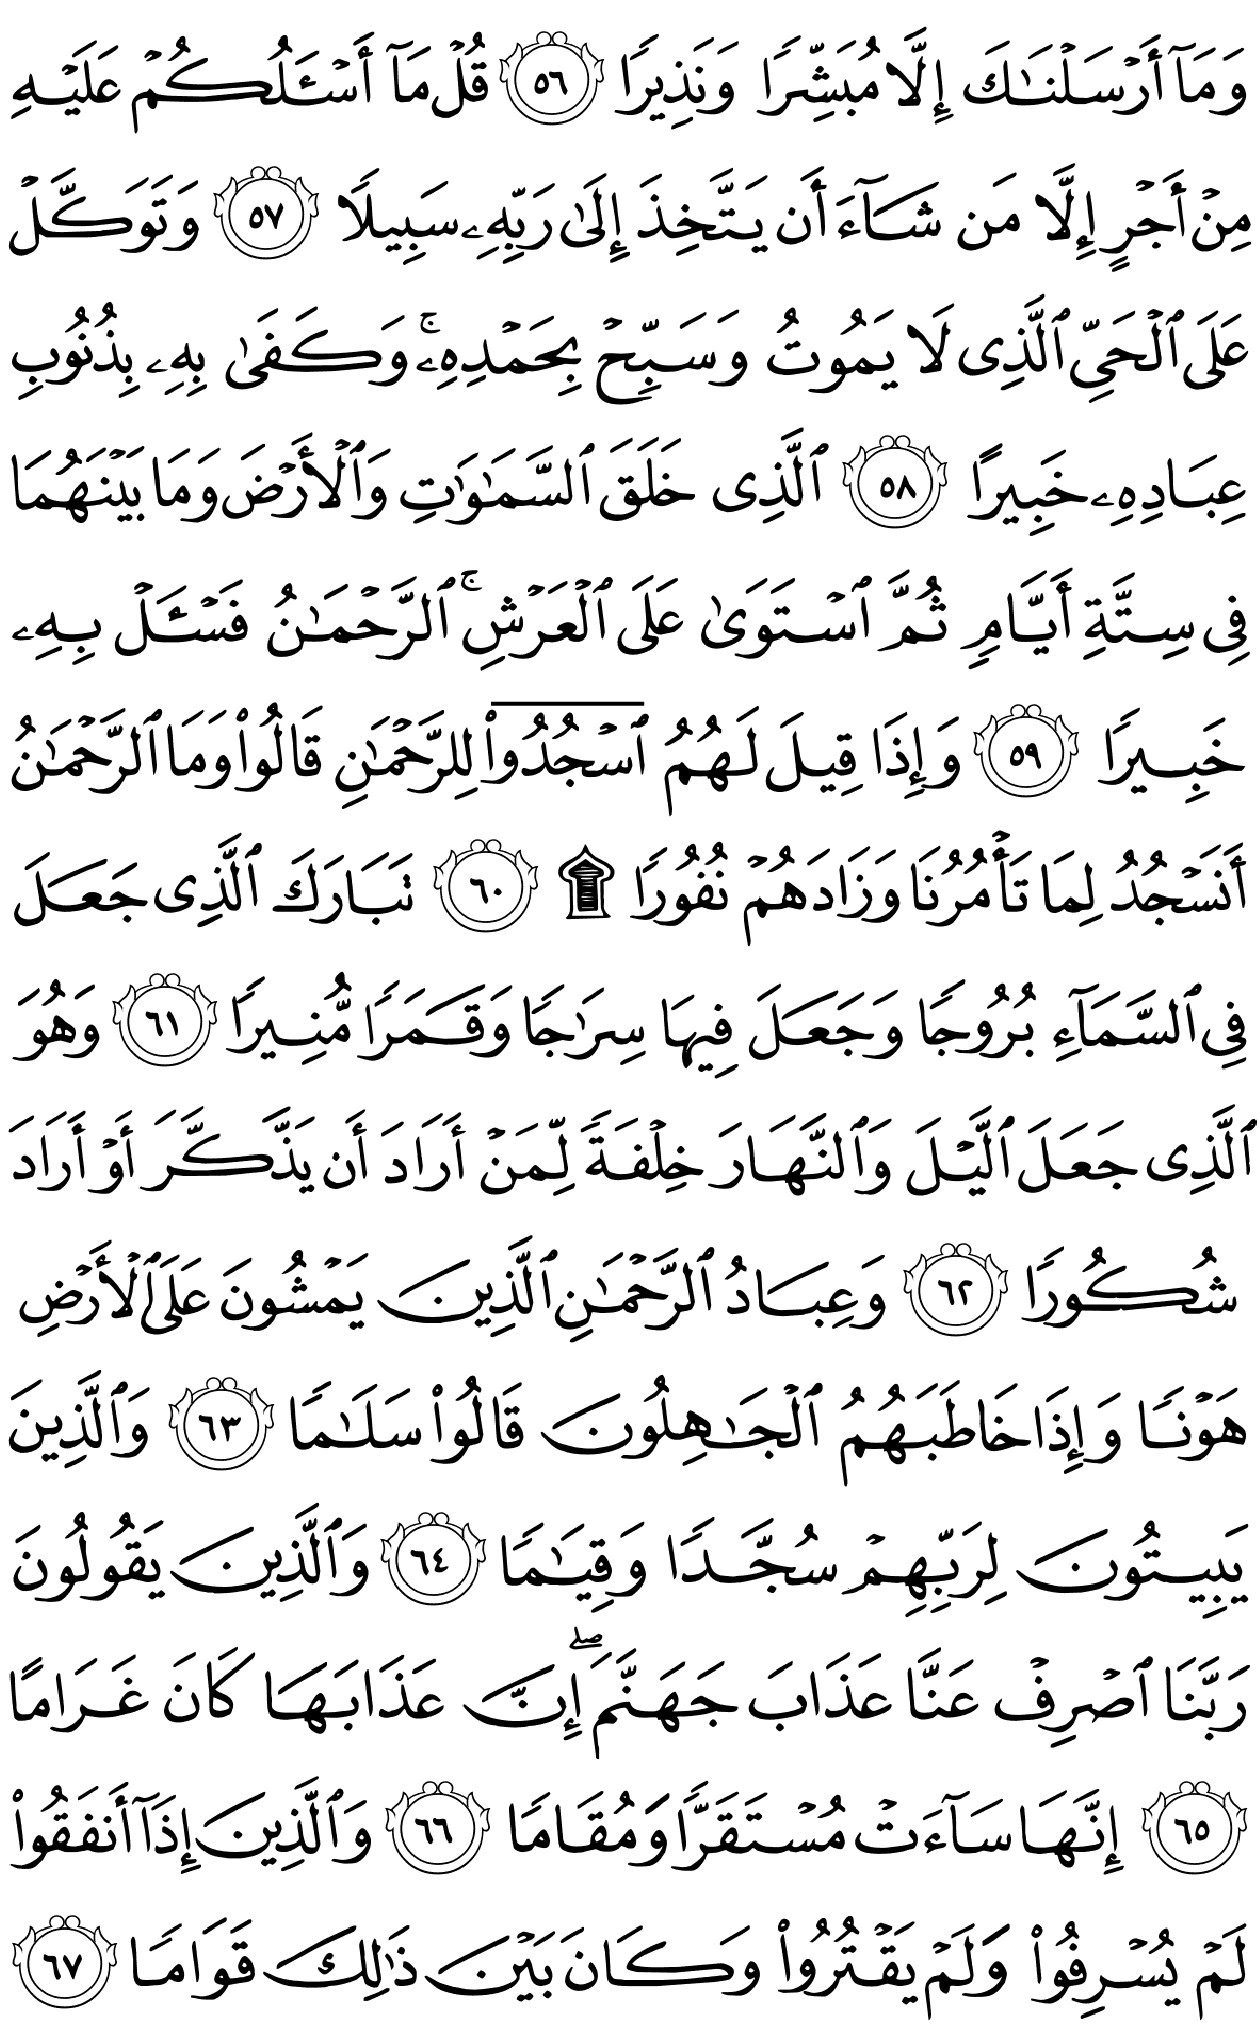 وَمَآ أَرْسَلْنَٰكَ إِلَّا مُبَشِّرًا وَنَذِيرًا ٥٦ قُلْ مَآ أَسْـَٔلُكُمْ عَلَيْهِ
مِنْ أَجْرٍ إِلَّا مَن شَآءَ أَن يَتَّخِذَ إِلَىٰ رَبِّهِۦ سَبِيلًا ٥٧ وَتَوَكَّلْ
عَلَى ٱلْحَىِّ ٱلَّذِى لَا يَمُوتُ وَسَبِّحْ بِحَمْدِهِۦ ۚ وَكَفَىٰ بِهِۦ بِذُنُوبِ
عِبَادِهِۦ خَبِيرًا ٥٨ ٱلَّذِى خَلَقَ ٱلسَّمَٰوَٰتِ وَٱلْأَرْضَ وَمَا بَيْنَهُمَا
فِى سِتَّةِ أَيَّامٍ ثُمَّ ٱسْتَوَىٰ عَلَى ٱلْعَرْشِ ۚ ٱلرَّحْمَٰنُ فَسْـَٔلْ بِهِۦ
خَبِيرًا ٥٩ وَإِذَا قِيلَ لَهُمُ ٱسْجُدُوا۟ لِلرَّحْمَٰنِ قَالُوا۟ وَمَا ٱلرَّحْمَٰنُ
أَنَسْجُدُ لِمَا تَأْمُرُنَا وَزَادَهُمْ نُفُورًا ۩ ٦٠ تَبَارَكَ ٱلَّذِى جَعَلَ
فِى ٱلسَّمَآءِ بُرُوجًا وَجَعَلَ فِيهَا سِرَٰجًا وَقَمَرًا مُّنِيرًا ٦١ وَهُوَ
ٱلَّذِى جَعَلَ ٱلَّيْلَ وَٱلنَّهَارَ خِلْفَةً لِّمَنْ أَرَادَ أَن يَذَّكَّرَ أَوْ أَرَادَ
شُكُورًا ٦٢ وَعِبَادُ ٱلرَّحْمَٰنِ ٱلَّذِينَ يَمْشُونَ عَلَى ٱلْأَرْضِ
هَوْنًا وَإِذَا خَاطَبَهُمُ ٱلْجَٰهِلُونَ قَالُوا۟ سَلَٰمًا ٦٣ وَٱلَّذِينَ
يَبِيتُونَ لِرَبِّهِمْ سُجَّدًا وَقِيَٰمًا ٦٤ وَٱلَّذِينَ يَقُولُونَ
رَبَّنَا ٱصْرِفْ عَنَّا عَذَابَ جَهَنَّمَ ۖ إِنَّ عَذَابَهَا كَانَ غَرَامًا
٦٥ إِنَّهَا سَآءَتْ مُسْتَقَرًّا وَمُقَامًا ٦٦ وَٱلَّذِينَ إِذَآ أَنفَقُوا۟
لَمْ يُسْرِفُوا۟ وَلَمْ يَقْتُرُوا۟ وَكَانَ بَيْنَ ذَٰلِكَ قَوَامًا ٦٧